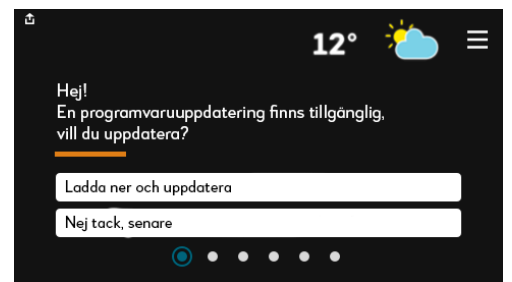 12°
Hej!
En programvaruuppdatering finns tillgänglig,
vill du uppdatera?
Ladda ner och uppdatera
Nej tack, senare